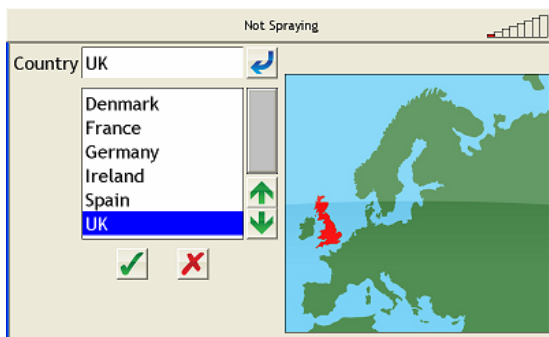 Not Spraying
Country UK
Denmark
France
Germany
Ireland
Spain
UK